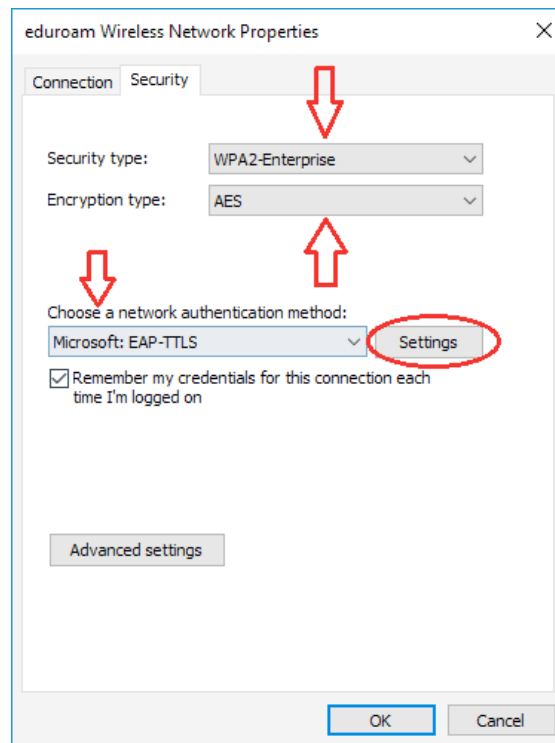 eduroam Wireless Network Properties
Connection Security
Security type: WPA2-Enterprise
Encryption type: AES
Choose a network authentication method:
Microsoft: EAP-TTLS Settings
Remember my credentials for this connection each
time I'm logged on
Advanced settings
OK Cancel